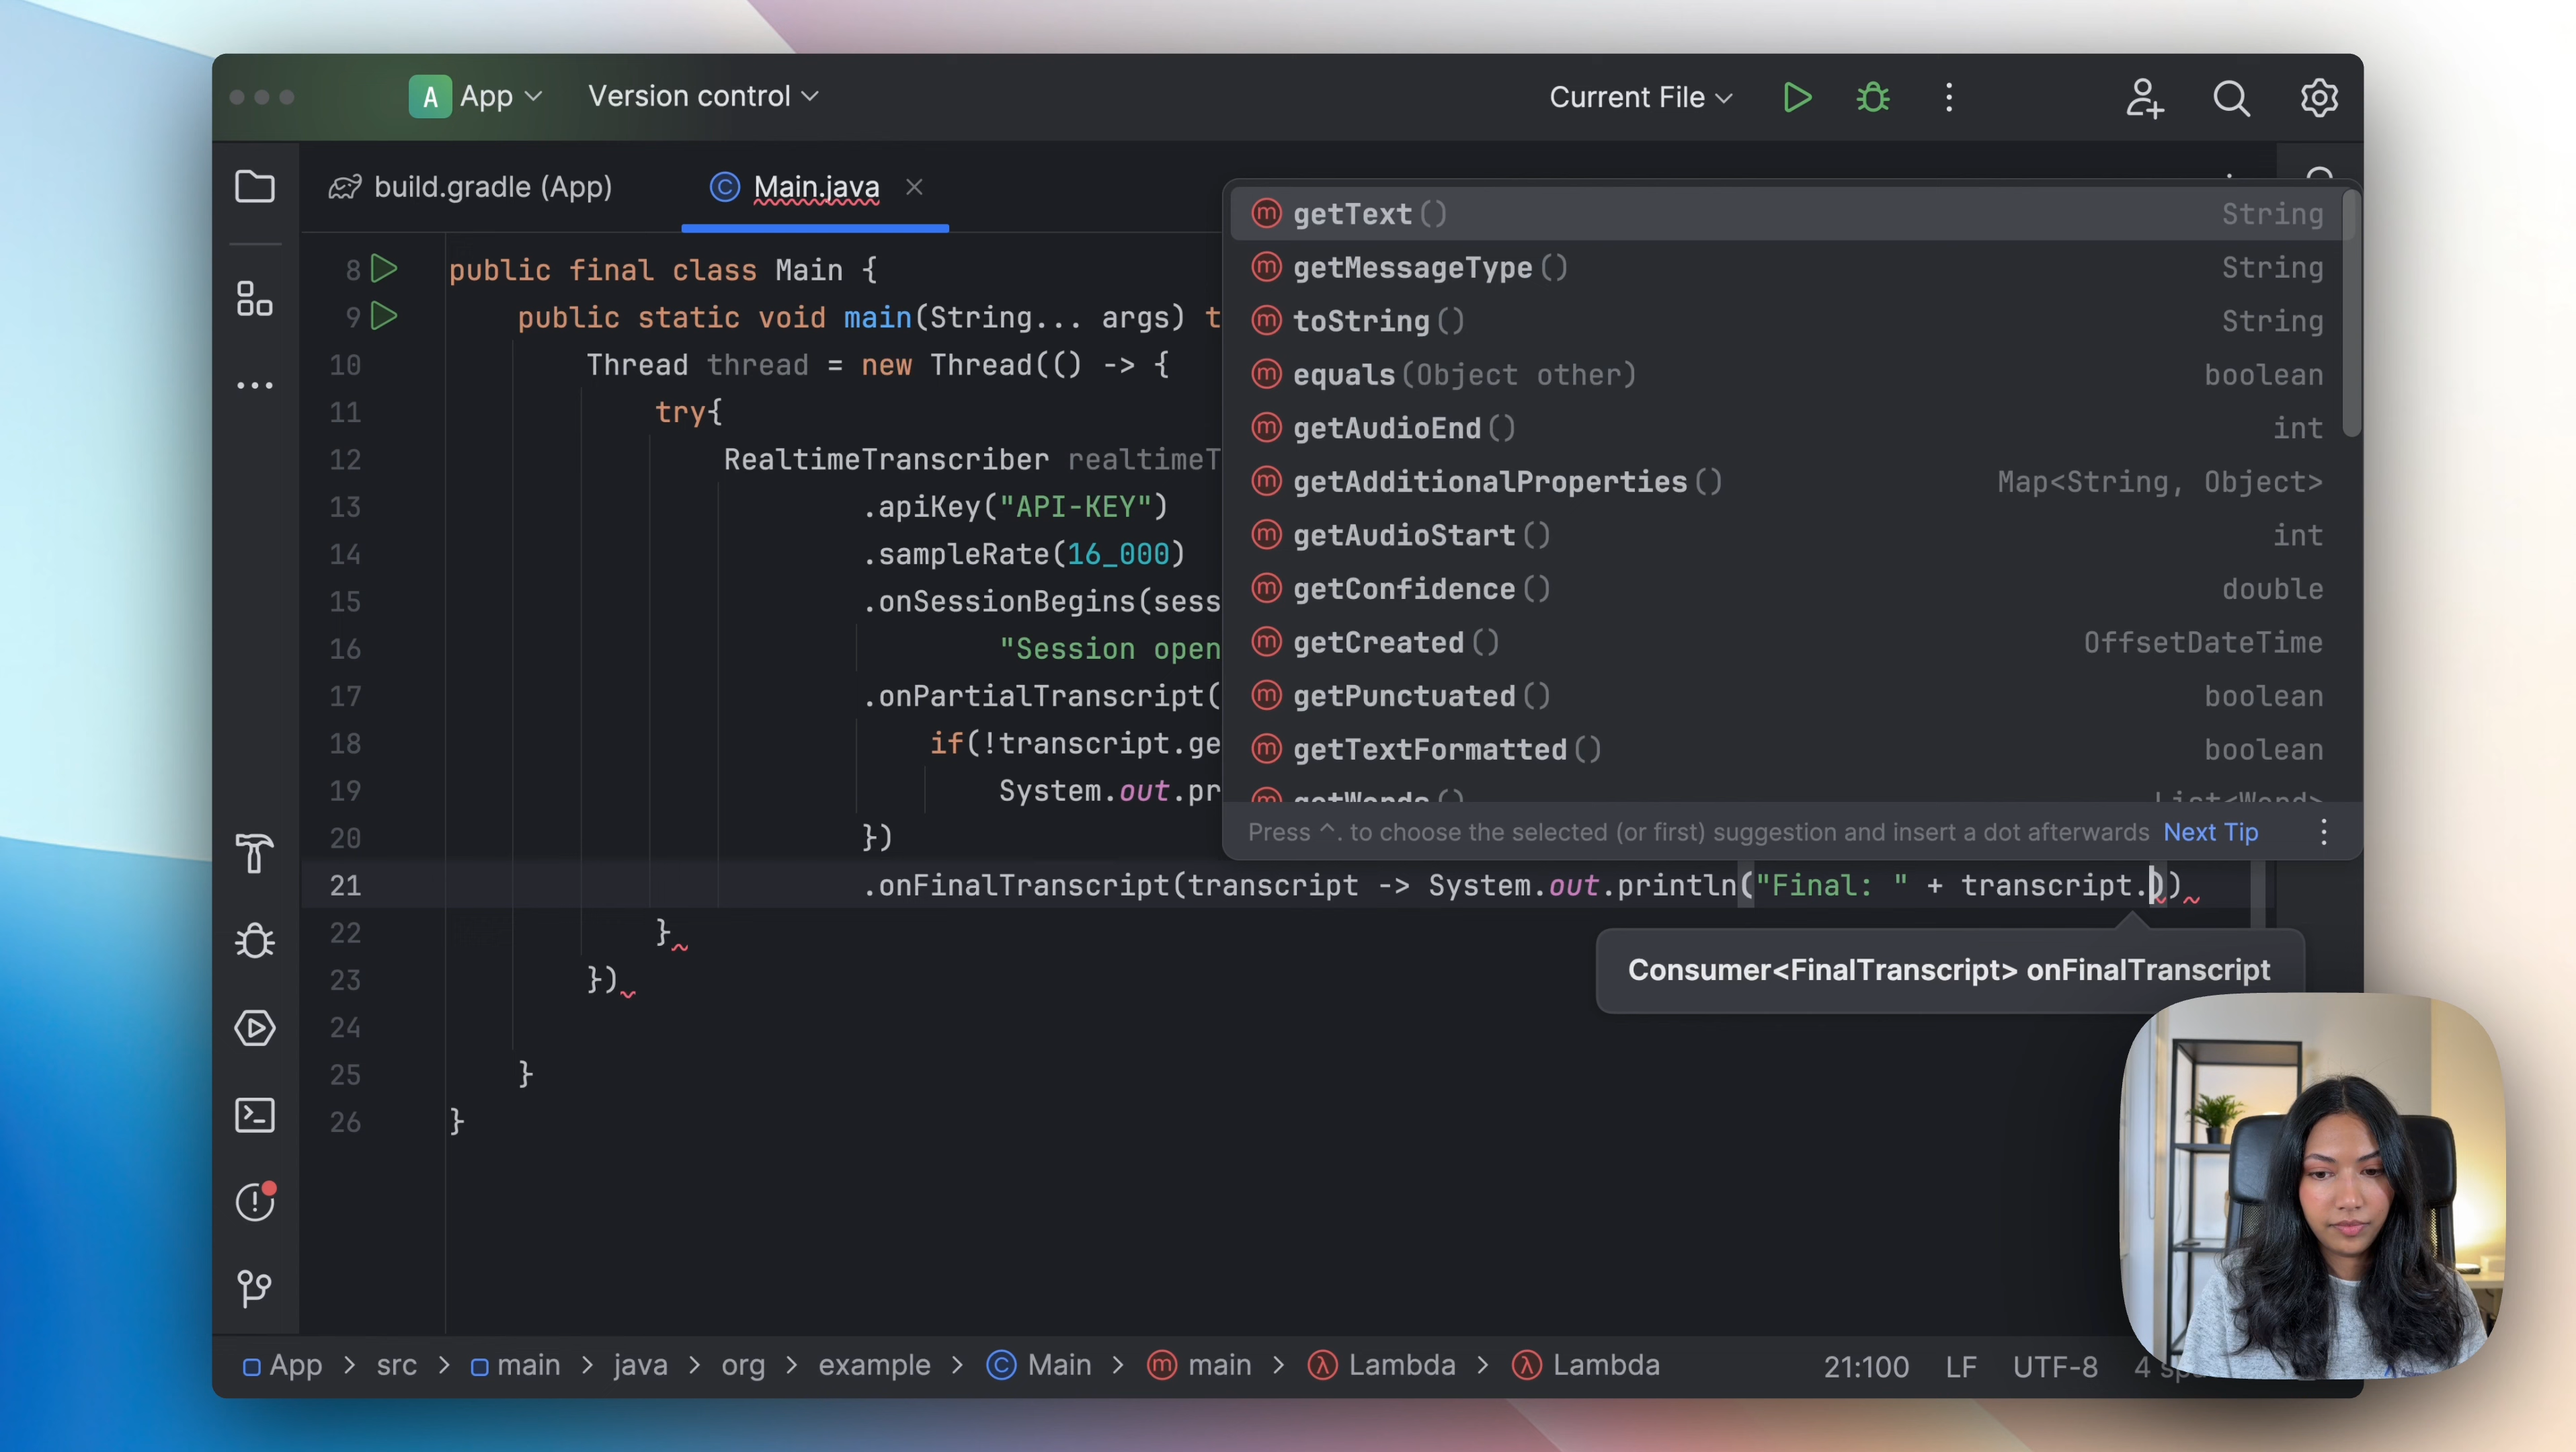 A App Version control Current File
build.gradle (App) Main.java
8 public final class Main {
9 public static void main(String... args) t
10 Thread thread = new Thread(() -> {
11 try{
12 RealtimeTranscriber realtimeT
13 .apiKey("API-KEY")
14 .sampleRate(16_000)
15 .onSessionBegins(sess
16 "Session open
17 .onPartialTranscript(
18 if(!transcript.ge
19 System.out.pr
20 })
21 .onFinalTranscript(transcript -> System.out.println("Final: " + transcript.))
22 }
23 })
24
25 }
26 }
getText() String
getMessageType() String
toString() String
equals(Object other) boolean
getAudioEnd() int
getAdditionalProperties() Map<String, Object>
getAudioStart() int
getConfidence() double
getCreated() OffsetDateTime
getPunctuated() boolean
getTextFormatted() boolean
getWords() List<Word>
Press ^. to choose the selected (or first) suggestion and insert a dot afterwards Next Tip
Consumer<FinalTranscript> onFinalTranscript
App > src > main > java > org > example > Main > main > Lambda > Lambda 21:100 LF UTF-8 4